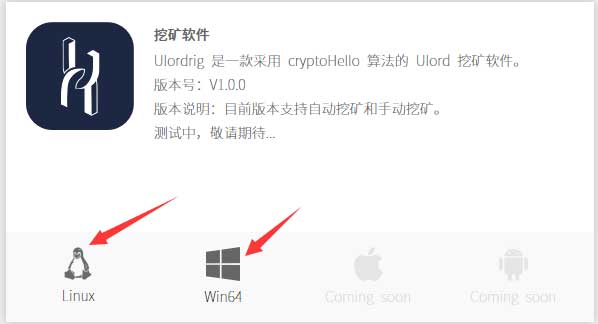 挖矿软件
Ulordrig 是一款采用 cryptoHello 算法的 Ulord 挖矿软件。
版本号：V1.0.0
版本说明：目前版本支持自动挖矿和手动挖矿。
测试中，敬请期待...
Linux
Win64
Coming soon
Coming soon